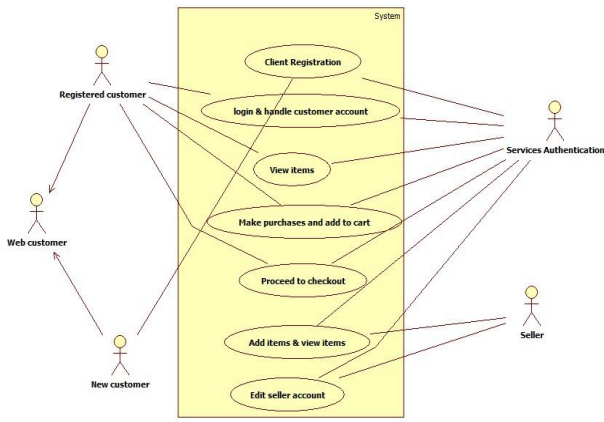 System
Client Registration
Registered customer
login & handle customer account
Services Authentication
View items
Make purchases and add to cart
Web customer
Proceed to checkout
Add items & view items
Seller
New customer
Edit seller account